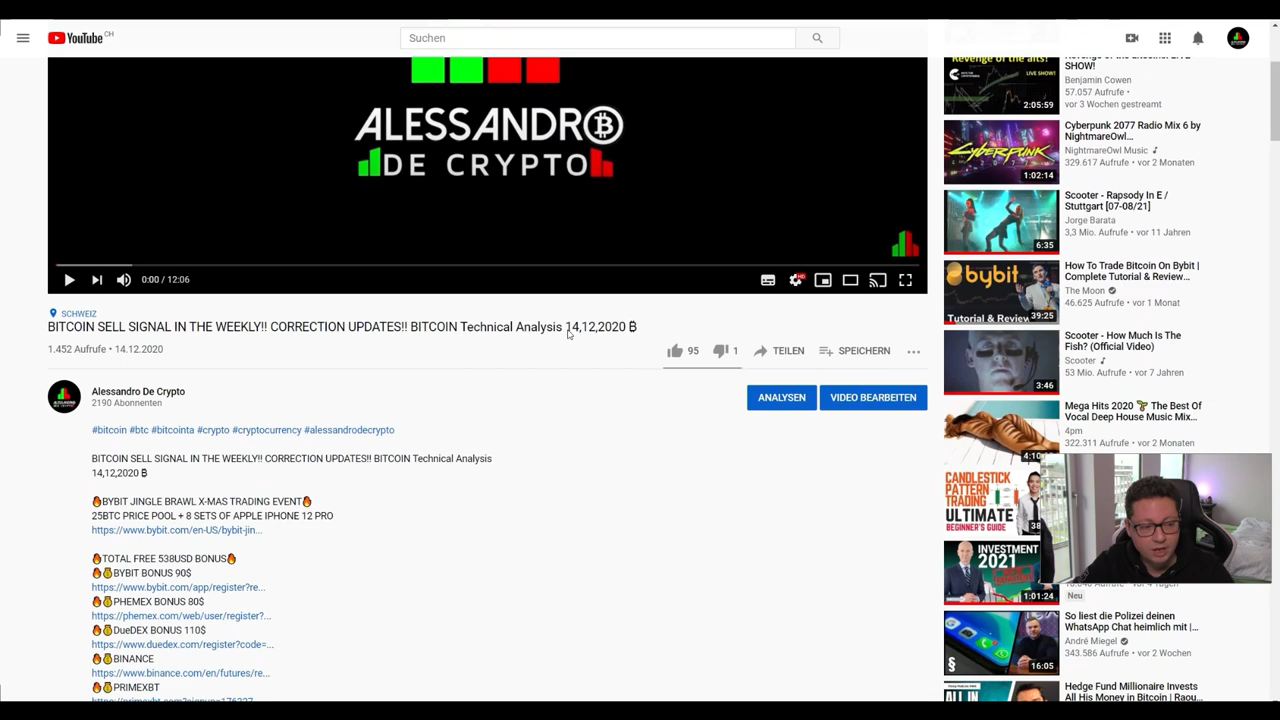 YouTube CH
Suchen
ALESSANDRO
DE CRYPTO
0:00 / 12:06
HD
SCHWEIZ
BITCOIN SELL SIGNAL IN THE WEEKLY!! CORRECTION UPDATES!! BITCOIN Technical Analysis 14,12,2020 ₿
1.452 Aufrufe • 14.12.2020
95
1
TEILEN
SPEICHERN
Alessandro De Crypto
2190 Abonnenten
ANALYSEN
VIDEO BEARBEITEN
#bitcoin #btc #bitcointa #crypto #cryptocurrency #alessandrodecrypto
BITCOIN SELL SIGNAL IN THE WEEKLY!! CORRECTION UPDATES!! BITCOIN Technical Analysis
14,12,2020 ₿
🔥BYBIT JINGLE BRAWL X-MAS TRADING EVENT🔥
25BTC PRICE POOL + 8 SETS OF APPLE IPHONE 12 PRO
https://www.bybit.com/en-US/bybit-jin...
🔥TOTAL FREE 538USD BONUS🔥
🔥💰BYBIT BONUS 90$
https://www.bybit.com/app/register?re...
🔥💰PHEMEX BONUS 80$
https://phemex.com/web/user/register?...
🔥💰DueDEX BONUS 110$
https://www.duedex.com/register?code=...
🔥💰BINANCE
https://www.binance.com/en/futures/re...
🔥💰PRIMEXBT
Revenge of the
LIVE SHOW!
2:05:59
SHOW!
Benjamin Cowen
57.057 Aufrufe •
vor 3 Wochen gestreamt
CYBERPUNK
1:02:14
Cyberpunk 2077 Radio Mix 6 by
NightmareOwl...
NightmareOwl Music
329.617 Aufrufe • vor 2 Monaten
6:35
Scooter - Rapsody In E /
Stuttgart [07-08/21]
Jorge Barata
3,3 Mio. Aufrufe • vor 11 Jahren
bybit
Tutorial & Review
39:25
How To Trade Bitcoin On Bybit |
Complete Tutorial & Review...
The Moon
46.625 Aufrufe • vor 1 Monat
3:46
Scooter - How Much Is The
Fish? (Official Video)
Scooter
53 Mio. Aufrufe • vor 7 Jahren
4:10
Mega Hits 2020 🌴 The Best Of
Vocal Deep House Music Mix...
4pm
322.311 Aufrufe • vor 2 Monaten
CANDLESTICK
PATTERN
TRADING
ULTIMATE
BEGINNER'S GUIDE
38
INVESTMENT
2021
1:01:24
Neu
§
16:05
So liest die Polizei deinen
WhatsApp Chat heimlich mit |...
André Miegel
343.586 Aufrufe • vor 2 Wochen
ALL IN
Hedge Fund Millionaire Invests
All His Money in Bitcoin | Raou...